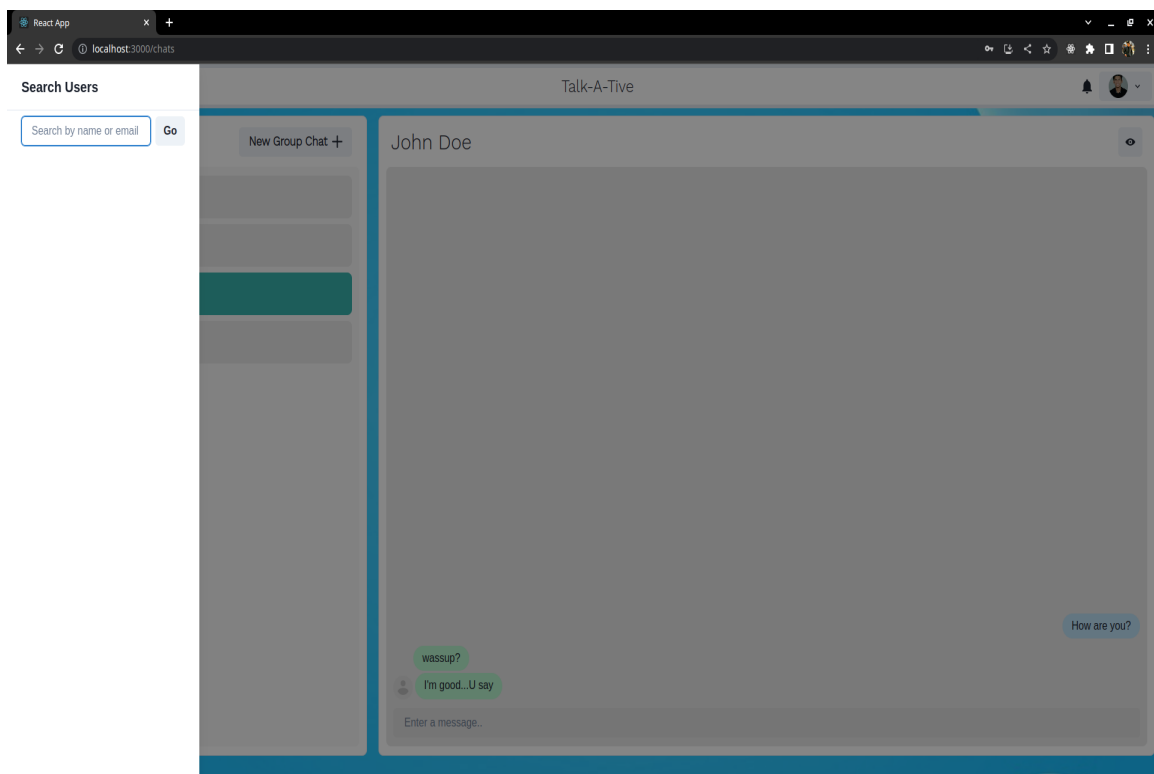 React App
localhost:3000/chats
Search Users
Talk-A-Tive
Search by name or email Go
New Group Chat +
John Doe
How are you?
wassup?
I'm good...U say
Enter a message..